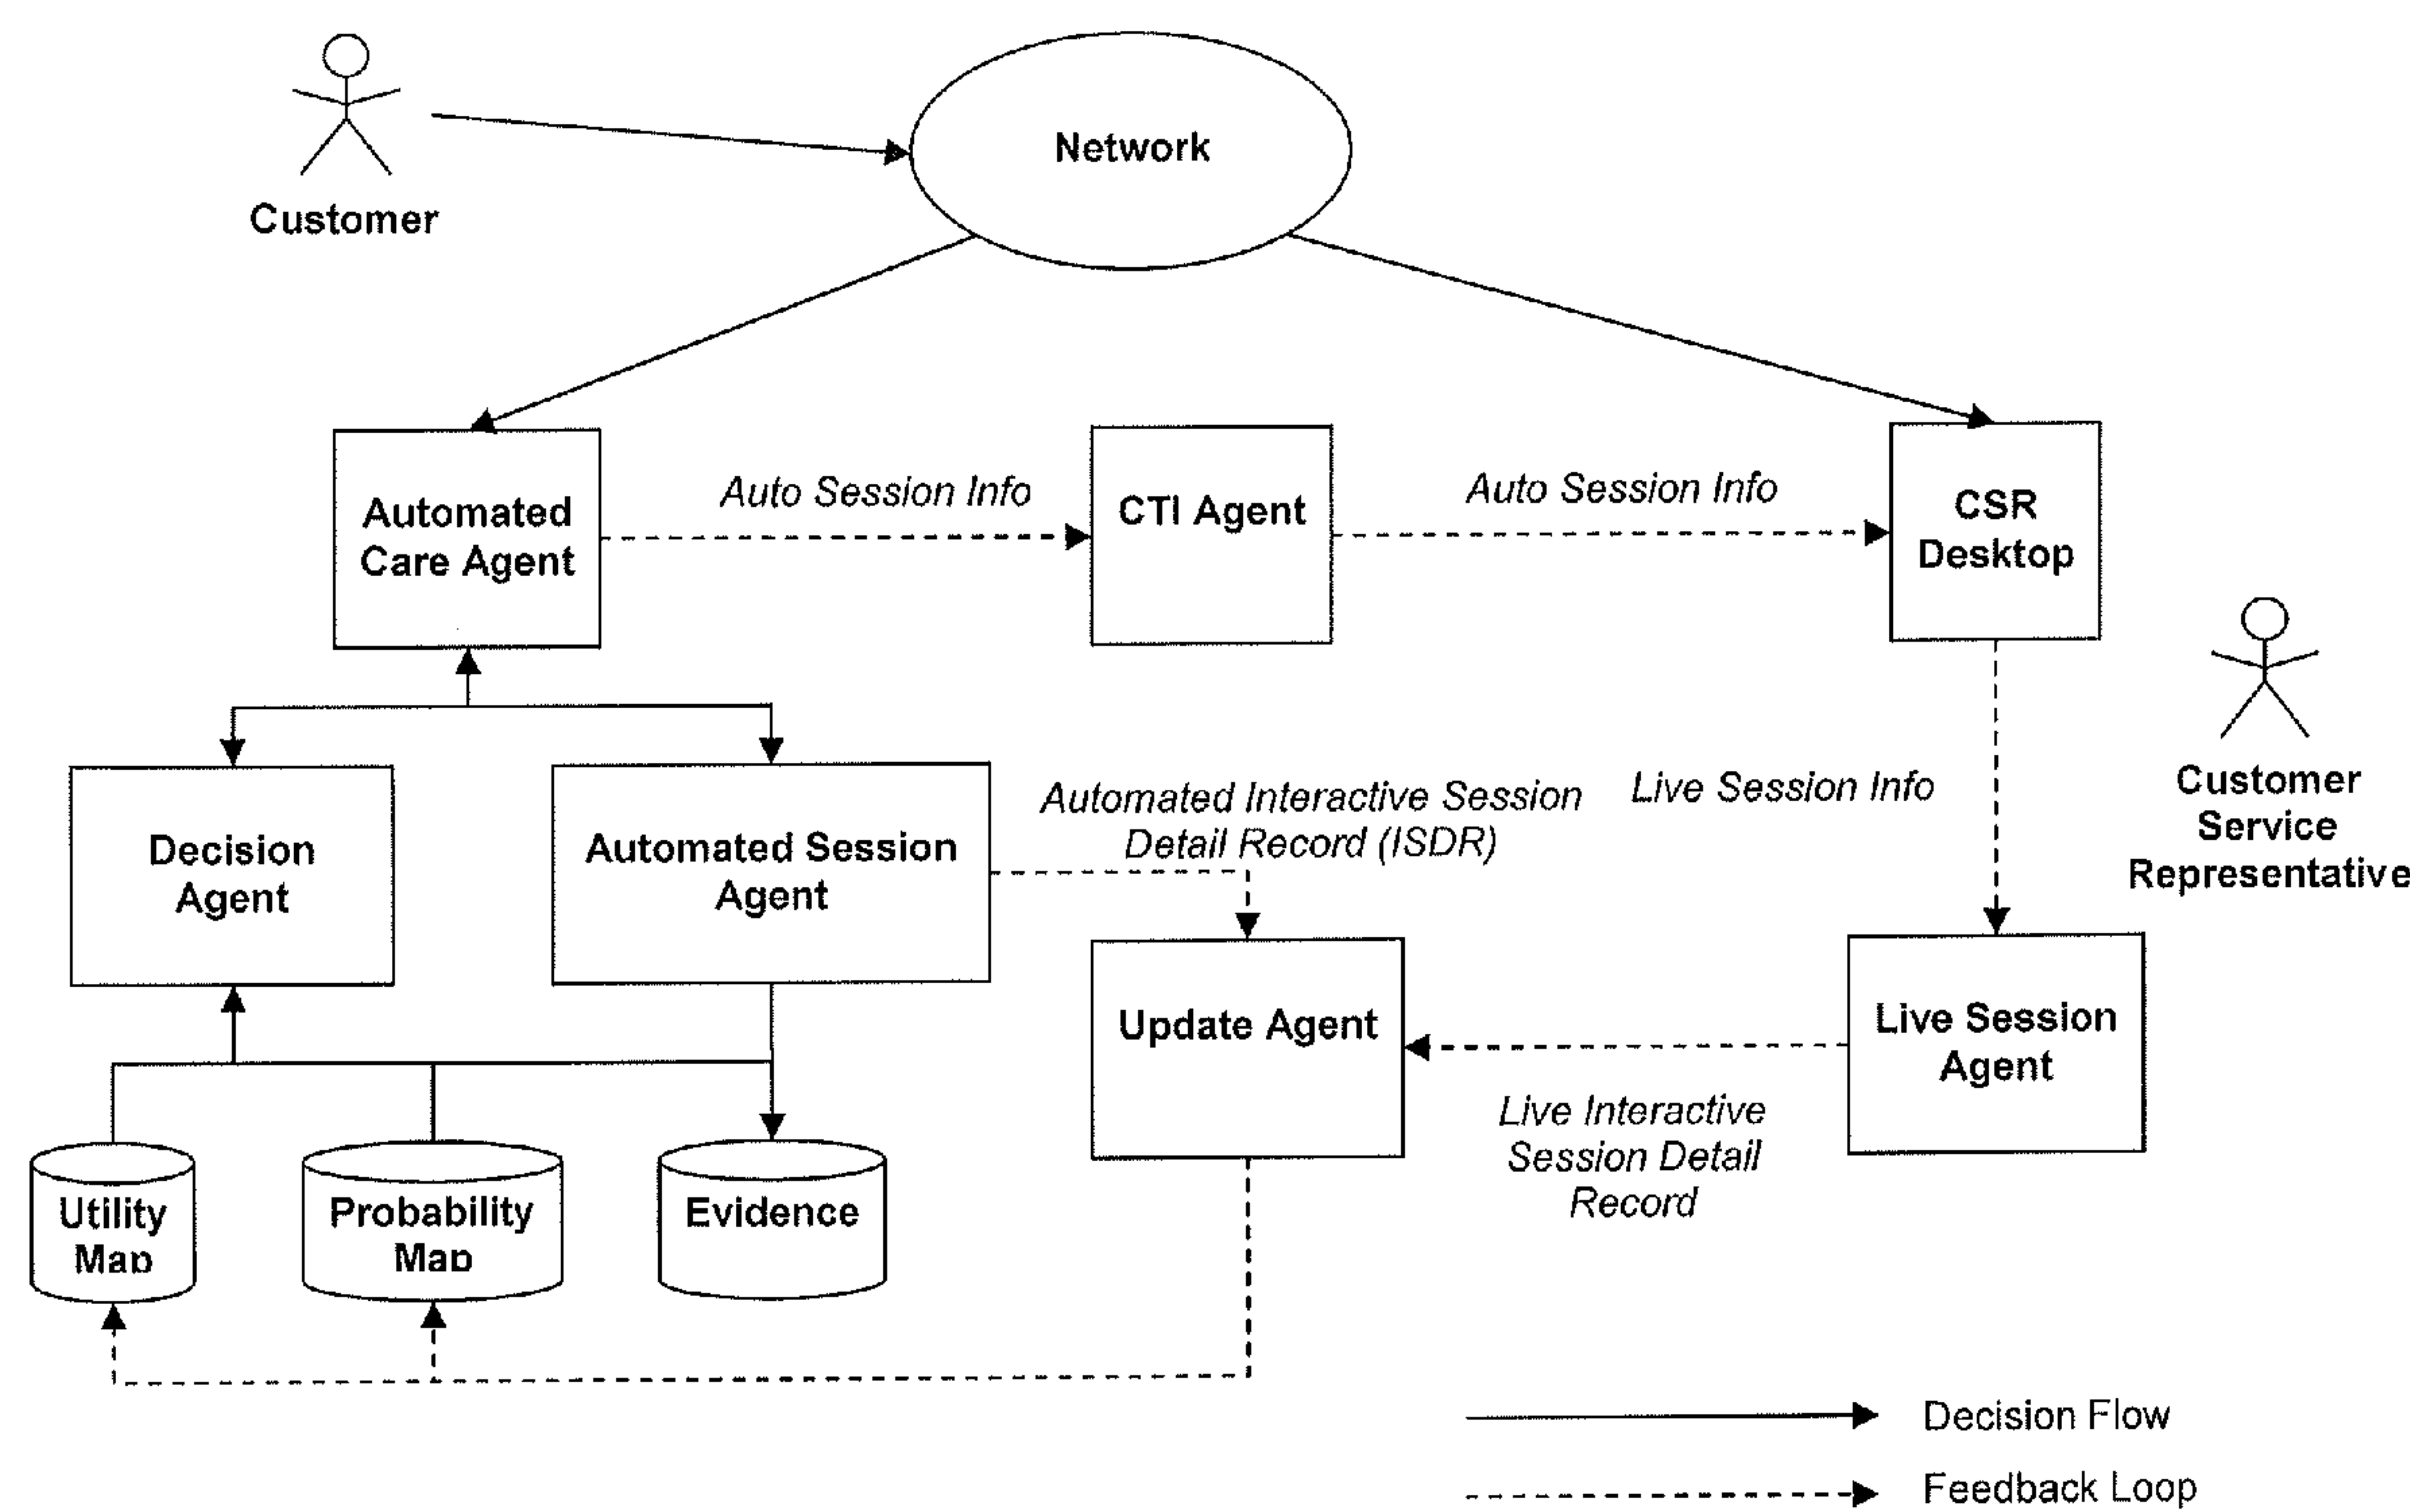 Network
Customer
Automated
Care Agent
Auto Session Info
CTI Agent
Auto Session Info
CSR
Desktop
Decision
Agent
Automated Session
Agent
Automated Interactive Session
Detail Record (ISDR)
Live Session Info
Customer
Service
Representative
Update Agent
Live Session
Agent
Live Interactive
Session Detail
Record
Utility
Map
Probability
Map
Evidence
Decision Flow
Feedback Loop